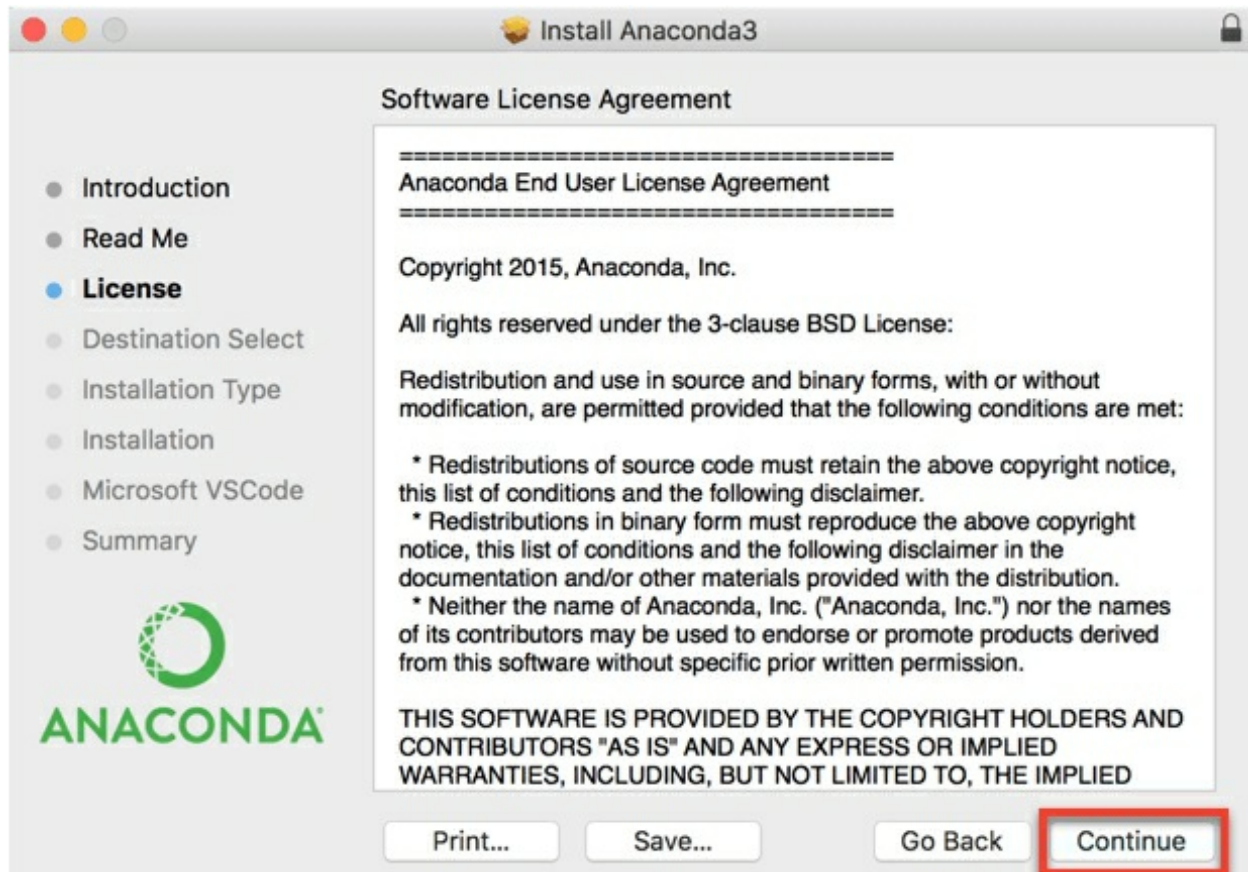 Install Anaconda3
Software License Agreement
Introduction
Read Me
License
Destination Select
Installation Type
Installation
Microsoft VSCode
Summary
ANACONDA
===================================
Anaconda End User License Agreement
===================================
Copyright 2015, Anaconda, Inc.
All rights reserved under the 3-clause BSD License:
Redistribution and use in source and binary forms, with or without
modification, are permitted provided that the following conditions are met:
* Redistributions of source code must retain the above copyright notice,
this list of conditions and the following disclaimer.
* Redistributions in binary form must reproduce the above copyright
notice, this list of conditions and the following disclaimer in the
documentation and/or other materials provided with the distribution.
* Neither the name of Anaconda, Inc. ("Anaconda, Inc.") nor the names
of its contributors may be used to endorse or promote products derived
from this software without specific prior written permission.
THIS SOFTWARE IS PROVIDED BY THE COPYRIGHT HOLDERS AND
CONTRIBUTORS "AS IS" AND ANY EXPRESS OR IMPLIED
WARRANTIES, INCLUDING, BUT NOT LIMITED TO, THE IMPLIED
Print...
Save...
Go Back
Continue